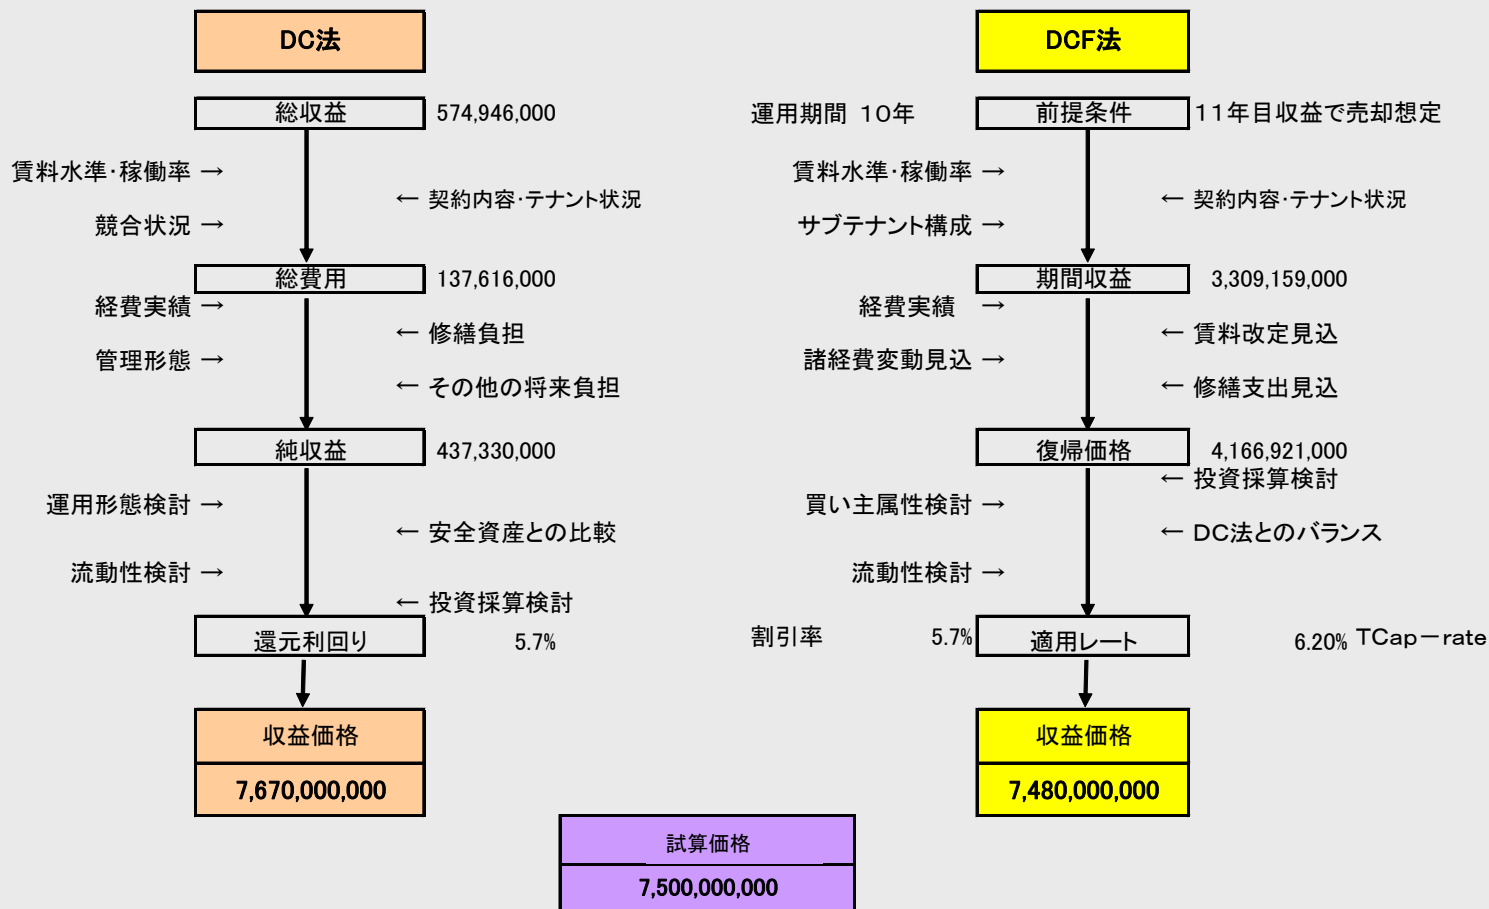 DC法
総収益 574,946,000
賃料水準・稼働率 →
← 契約内容・テナント状況
競合状況 →
総費用 137,616,000
経費実績 →
← 修繕負担
管理形態 →
← その他の将来負担
純収益 437,330,000
運用形態検討 →
← 安全資産との比較
流動性検討 →
← 投資採算検討
還元利回り 5.7%
収益価格
7,670,000,000
DCF法
運用期間 10年 前提条件 11年目収益で売却想定
賃料水準・稼働率 →
← 契約内容・テナント状況
サブテナント構成 →
期間収益 3,309,159,000
経費実績 →
← 賃料改定見込
諸経費変動見込 →
← 修繕支出見込
復帰価格 4,166,921,000
← 投資採算検討
買い主属性検討 →
← DC法とのバランス
流動性検討 →
割引率 5.7% 適用レート 6.20% TCap－rate
収益価格
7,480,000,000
試算価格
7,500,000,000